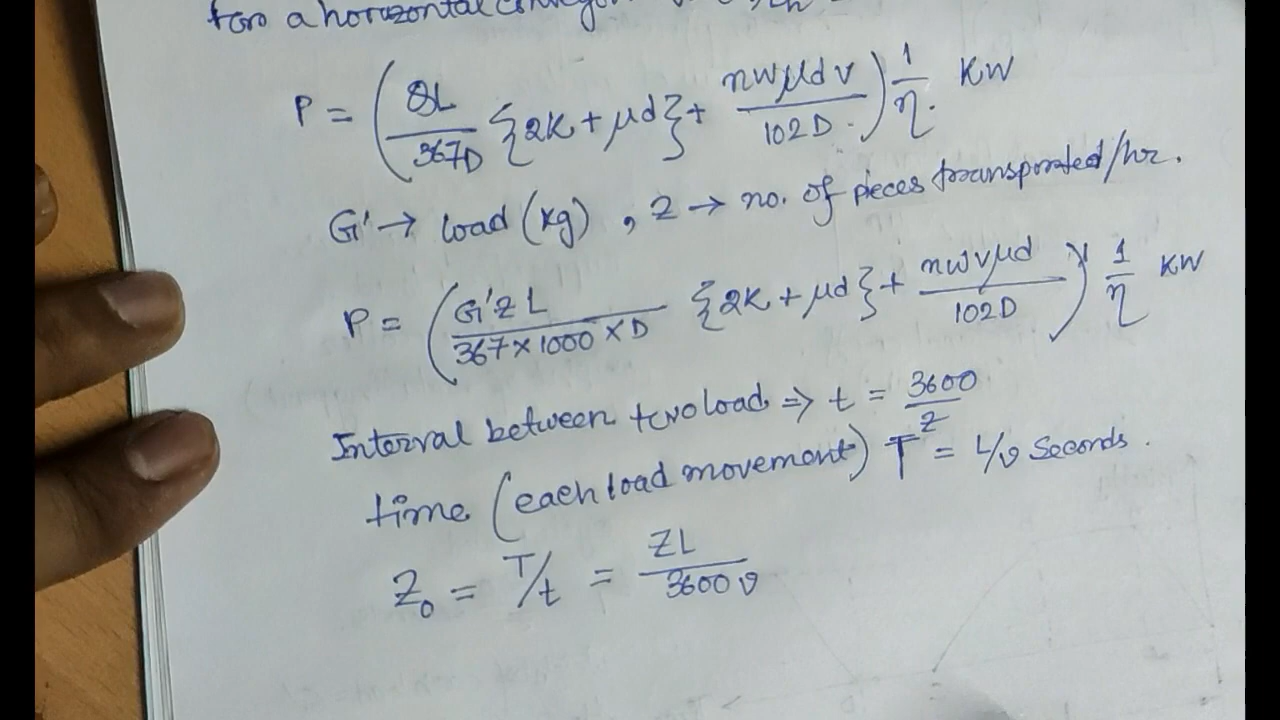 for a horizontal
P = (QL/367D {2K + μd} + nwμdv/102D.) 1/η. KW
G' → load (kg), Z → no. of pieces transported/hr.
P = (G'ZL/367×1000×D {2K + μd} + nwvμd/102D) 1/η KW
Interval between two load ⇒ t = 3600/Z
time (each load movement) T = L/v Seconds.
Z₀ = T/t = ZL/3600v